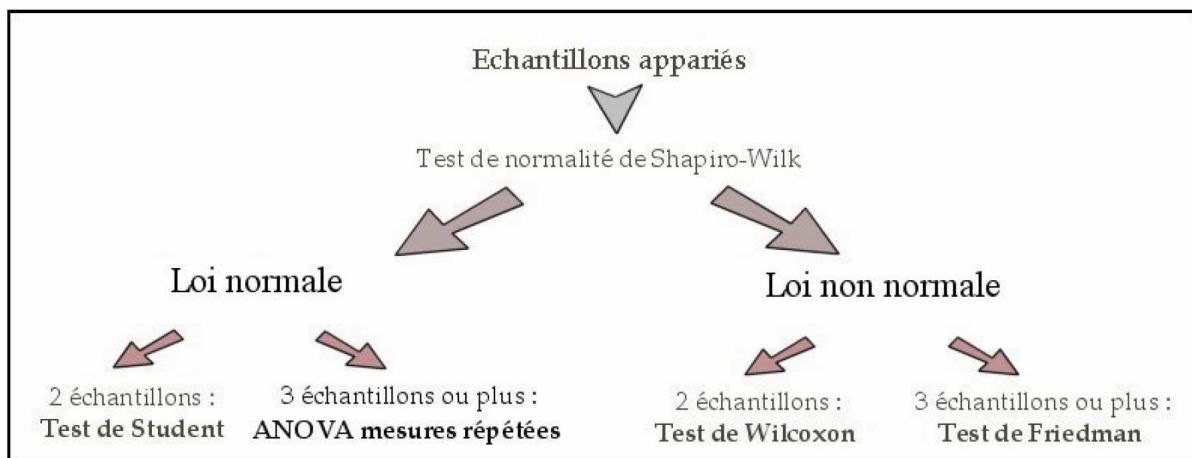 Echantillons appariés
Test de normalité de Shapiro-Wilk
Loi normale
Loi non normale
2 échantillons :
Test de Student
3 échantillons ou plus :
ANOVA mesures répétées
2 échantillons :
Test de Wilcoxon
3 échantillons ou plus :
Test de Friedman